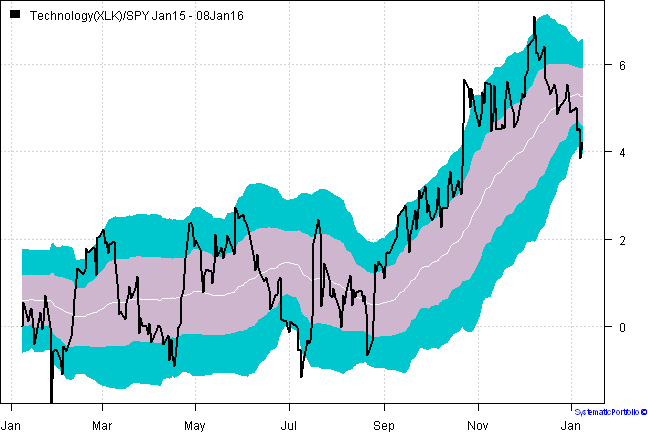 Technology(XLK)/SPY Jan15 - 08Jan16
6
4
2
0
Jan Mar May Jul Sep Nov Jan
SystematicPortfolio ©